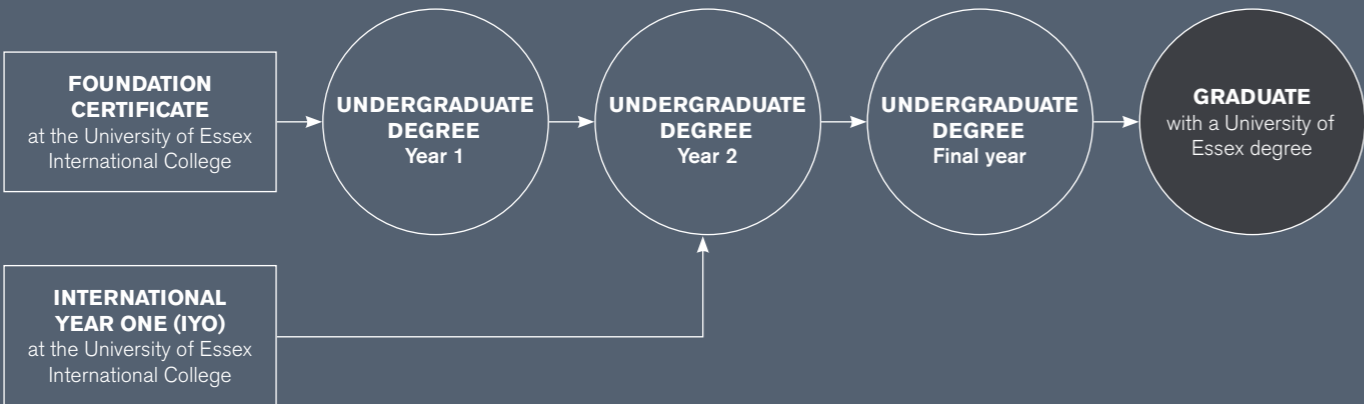 FOUNDATION
CERTIFICATE
at the University of Essex
International College
UNDERGRADUATE
DEGREE
Year 1
UNDERGRADUATE
DEGREE
Year 2
UNDERGRADUATE
DEGREE
Final year
GRADUATE
with a University of
Essex degree
INTERNATIONAL
YEAR ONE (IYO)
at the University of Essex
International College